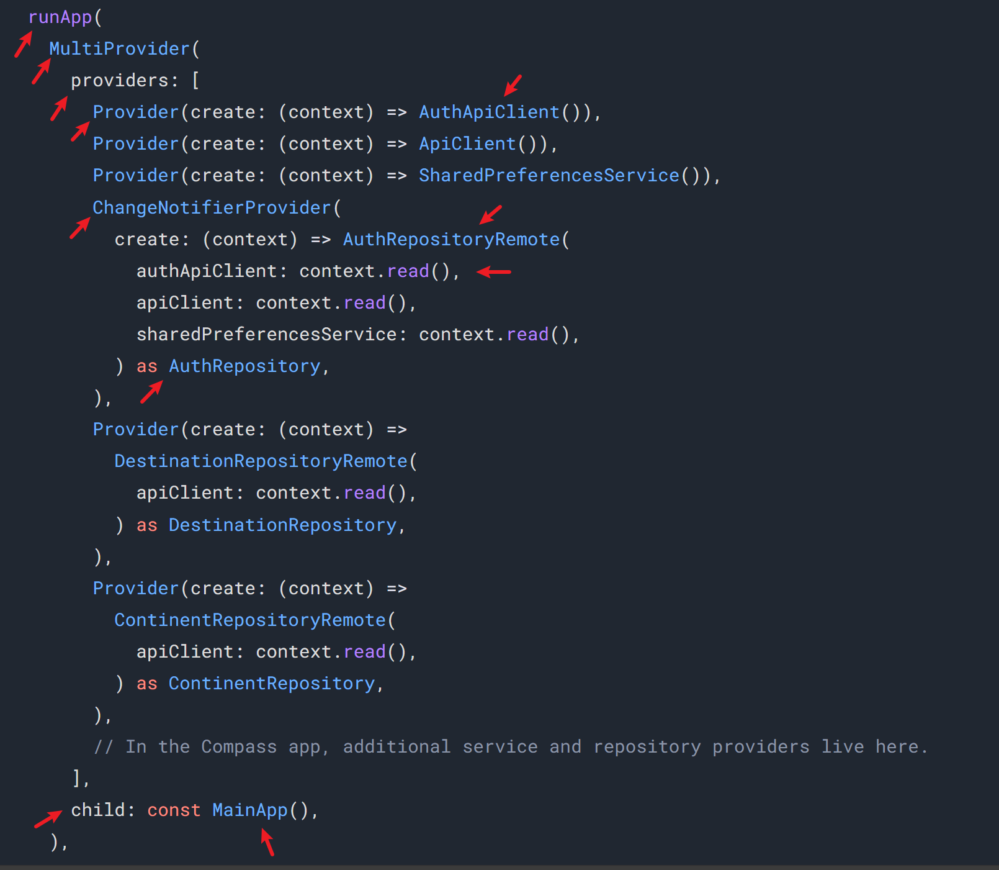 runApp(
MultiProvider(
providers: [
Provider(create: (context) => AuthApiClient()),
Provider(create: (context) => ApiClient()),
Provider(create: (context) => SharedPreferencesService()),
ChangeNotifierProvider(
create: (context) => AuthRepositoryRemote(
authApiClient: context.read(),
apiClient: context.read(),
sharedPreferencesService: context.read(),
) as AuthRepository,
),
Provider(create: (context) =>
DestinationRepositoryRemote(
apiClient: context.read(),
) as DestinationRepository,
),
Provider(create: (context) =>
ContinentRepositoryRemote(
apiClient: context.read(),
) as ContinentRepository,
),
// In the Compass app, additional service and repository providers live here.
],
child: const MainApp(),
),